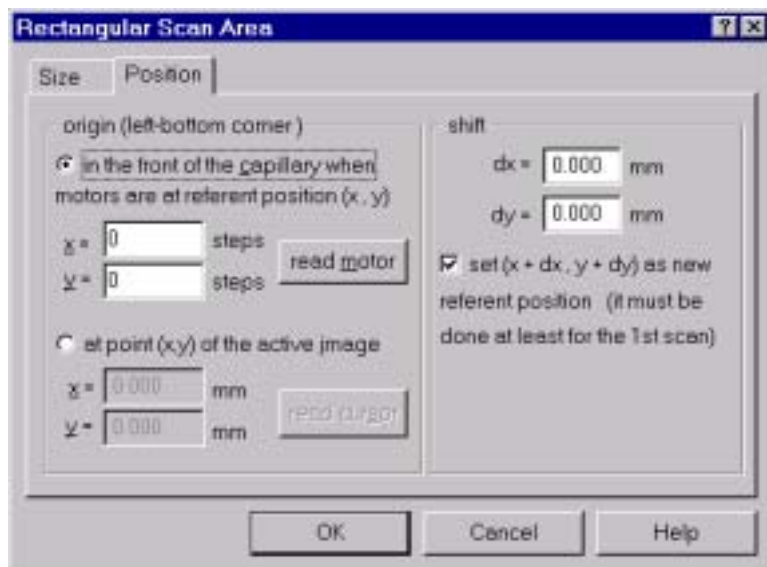 Rectangular Scan Area
Size
Position
origin (left-bottom corner )
in the front of the capillary when
motors are at referent position (x , y)
x = 0 steps
y = 0 steps
read motor
at point (x,y) of the active image
x = 0.000 mm
y = 0.000 mm
read cursor
shift
dx = 0.000 mm
dy = 0.000 mm
set (x + dx , y + dy) as new
referent position (it must be
done at least for the 1st scan)
OK
Cancel
Help